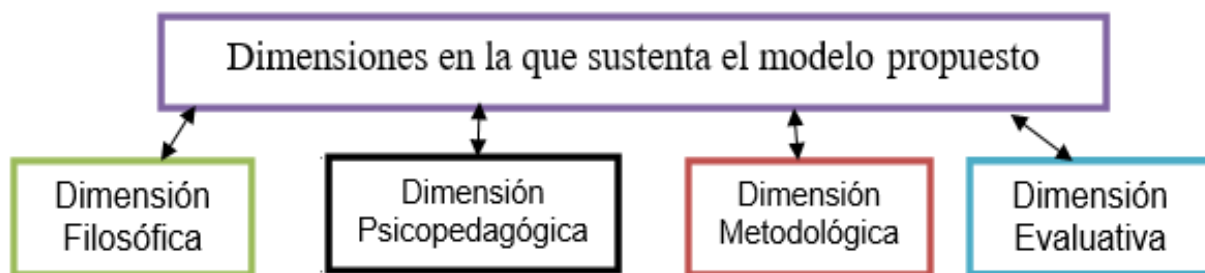 Dimensiones en la que sustenta el modelo propuesto
Dimensión
Filosófica
Dimensión
Psicopedagógica
Dimensión
Metodológica
Dimensión
Evaluativa